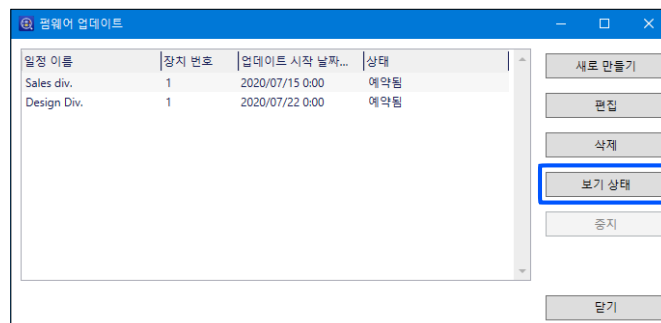 펌웨어 업데이트
일정 이름 장치 번호 업데이트 시작 날짜... 상태
Sales div. 1 2020/07/15 0:00 예약됨
Design Div. 1 2020/07/22 0:00 예약됨
새로 만들기
편집
삭제
보기 상태
중지
닫기